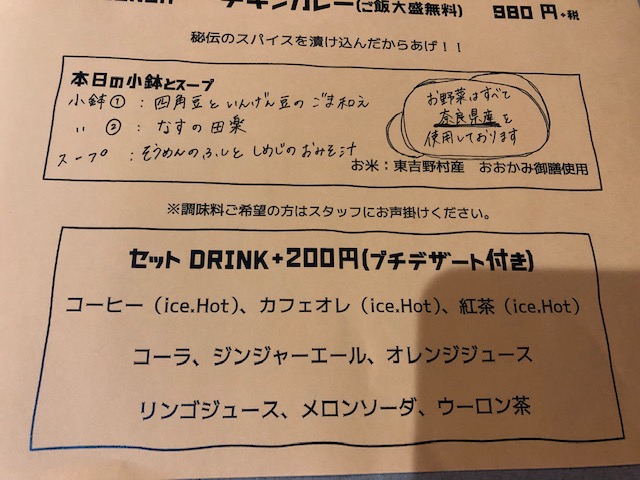 チキンカレー(ご飯大盛無料) 980円+税
秘伝のスパイスを漬け込んだからあげ！！
本日の小鉢とスープ
小鉢① : 四角豆といんげん豆のごま和え
〃 ② : なすの田楽
スープ : そうめんのふしとしめじのおみそ汁
お野菜はすべて
奈良県産を
使用しております
お米：東吉野村産 おおかみ御膳使用
※調味料ご希望の方はスタッフにお声掛けください。
セットDRINK+200円(プチデザート付き)
コーヒー（ice.Hot）、カフェオレ（ice.Hot）、紅茶（ice.Hot）
コーラ、ジンジャーエール、オレンジジュース
リンゴジュース、メロンソーダ、ウーロン茶